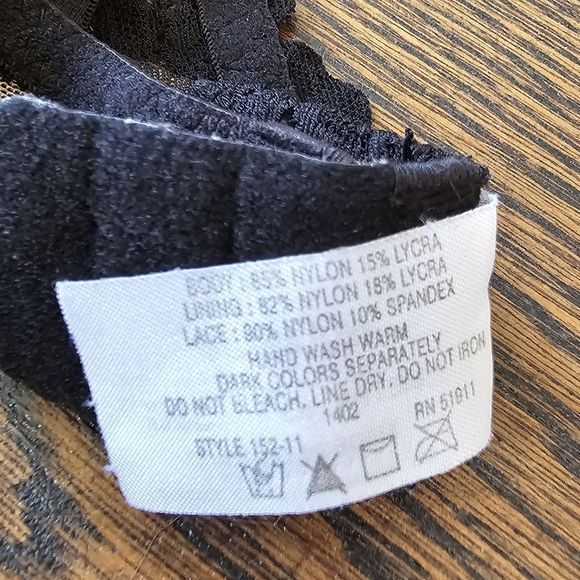 BODY : 85% NYLON 15% LYCRA
LINING : 82% NYLON 18% LYCRA
LACE : 90% NYLON 10% SPANDEX
HAND WASH WARM
DARK COLORS SEPARATELY
DO NOT BLEACH. LINE DRY. DO NOT IRON
1402
RN 51911
STYLE 152-11